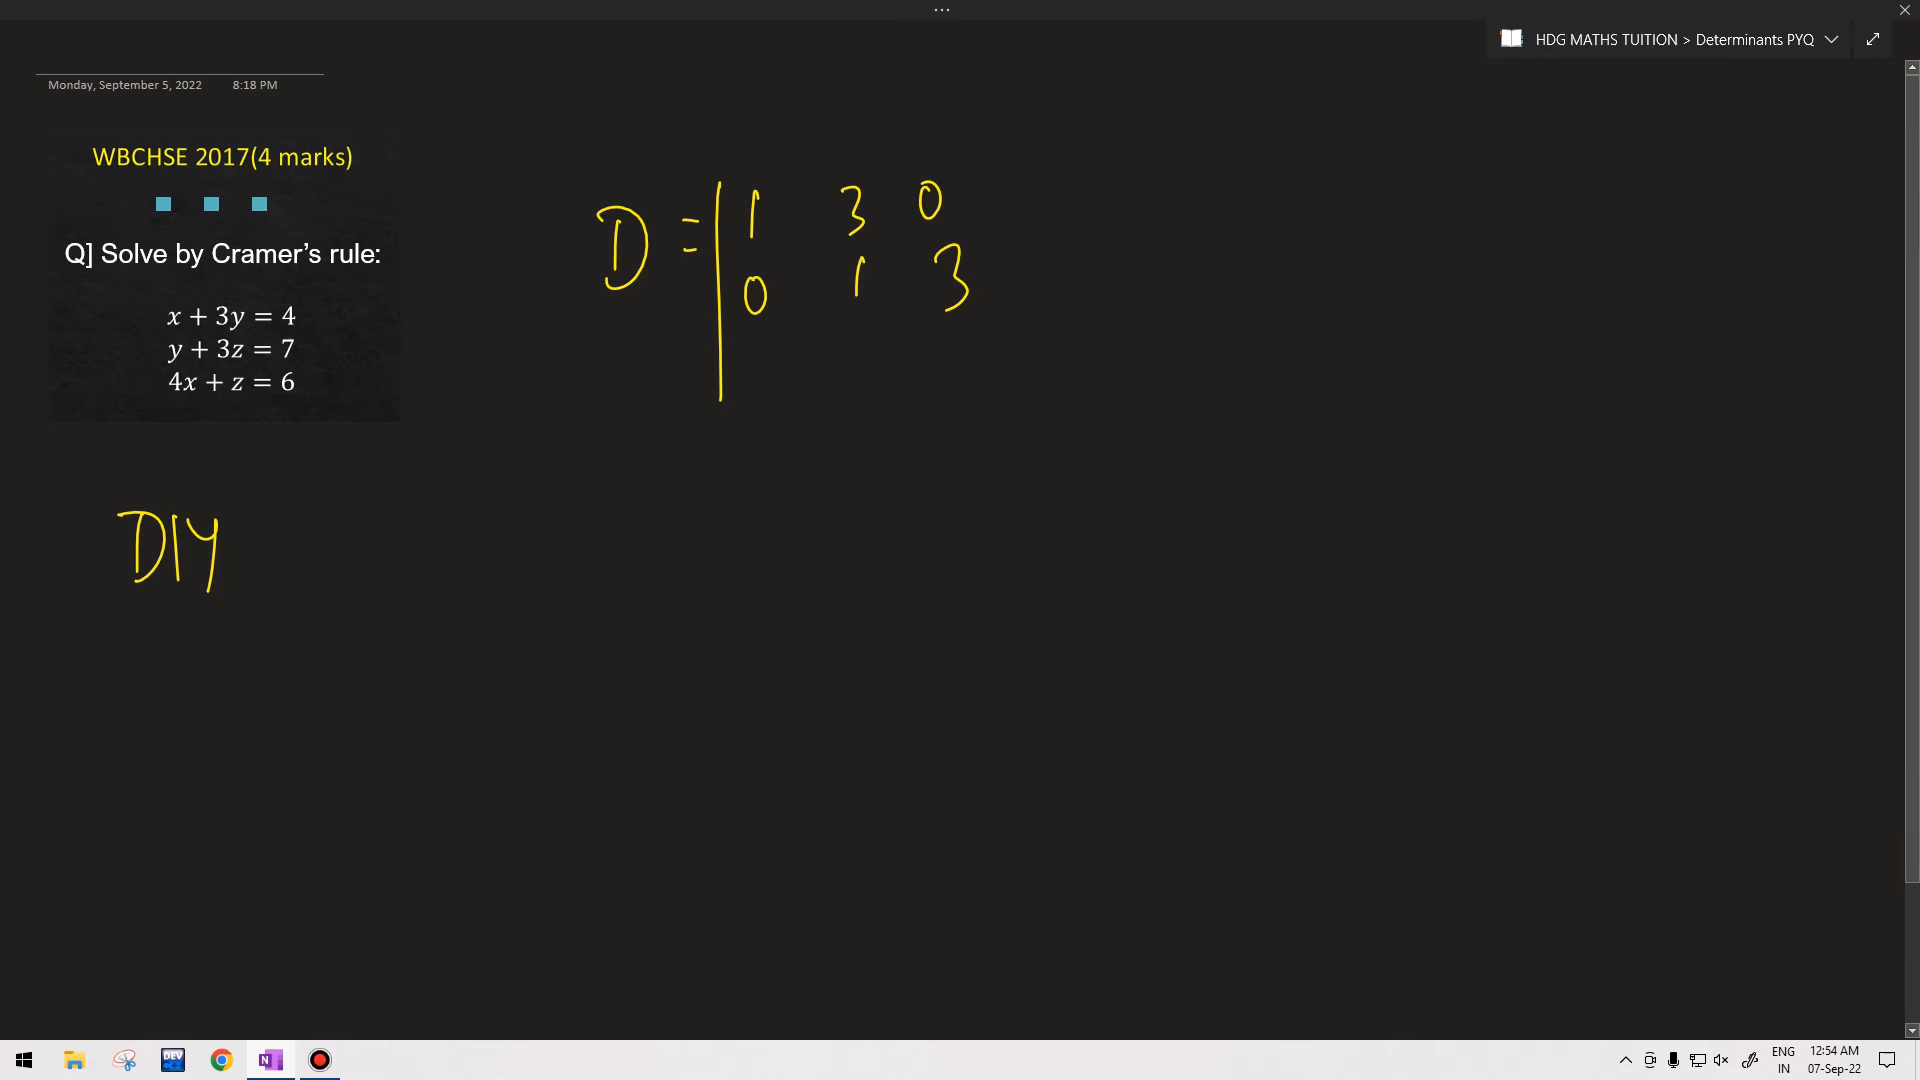 HDG MATHS TUITION > Determinants PYQ
Monday, September 5, 2022 8:18 PM
WBCHSE 2017(4 marks)
Q] Solve by Cramer’s rule:
x + 3y = 4
y + 3z = 7
4x + z = 6
D = | 1 3 0
0 1 3
DIY
DEV
N
ENG
IN
12:54 AM
07-Sep-22